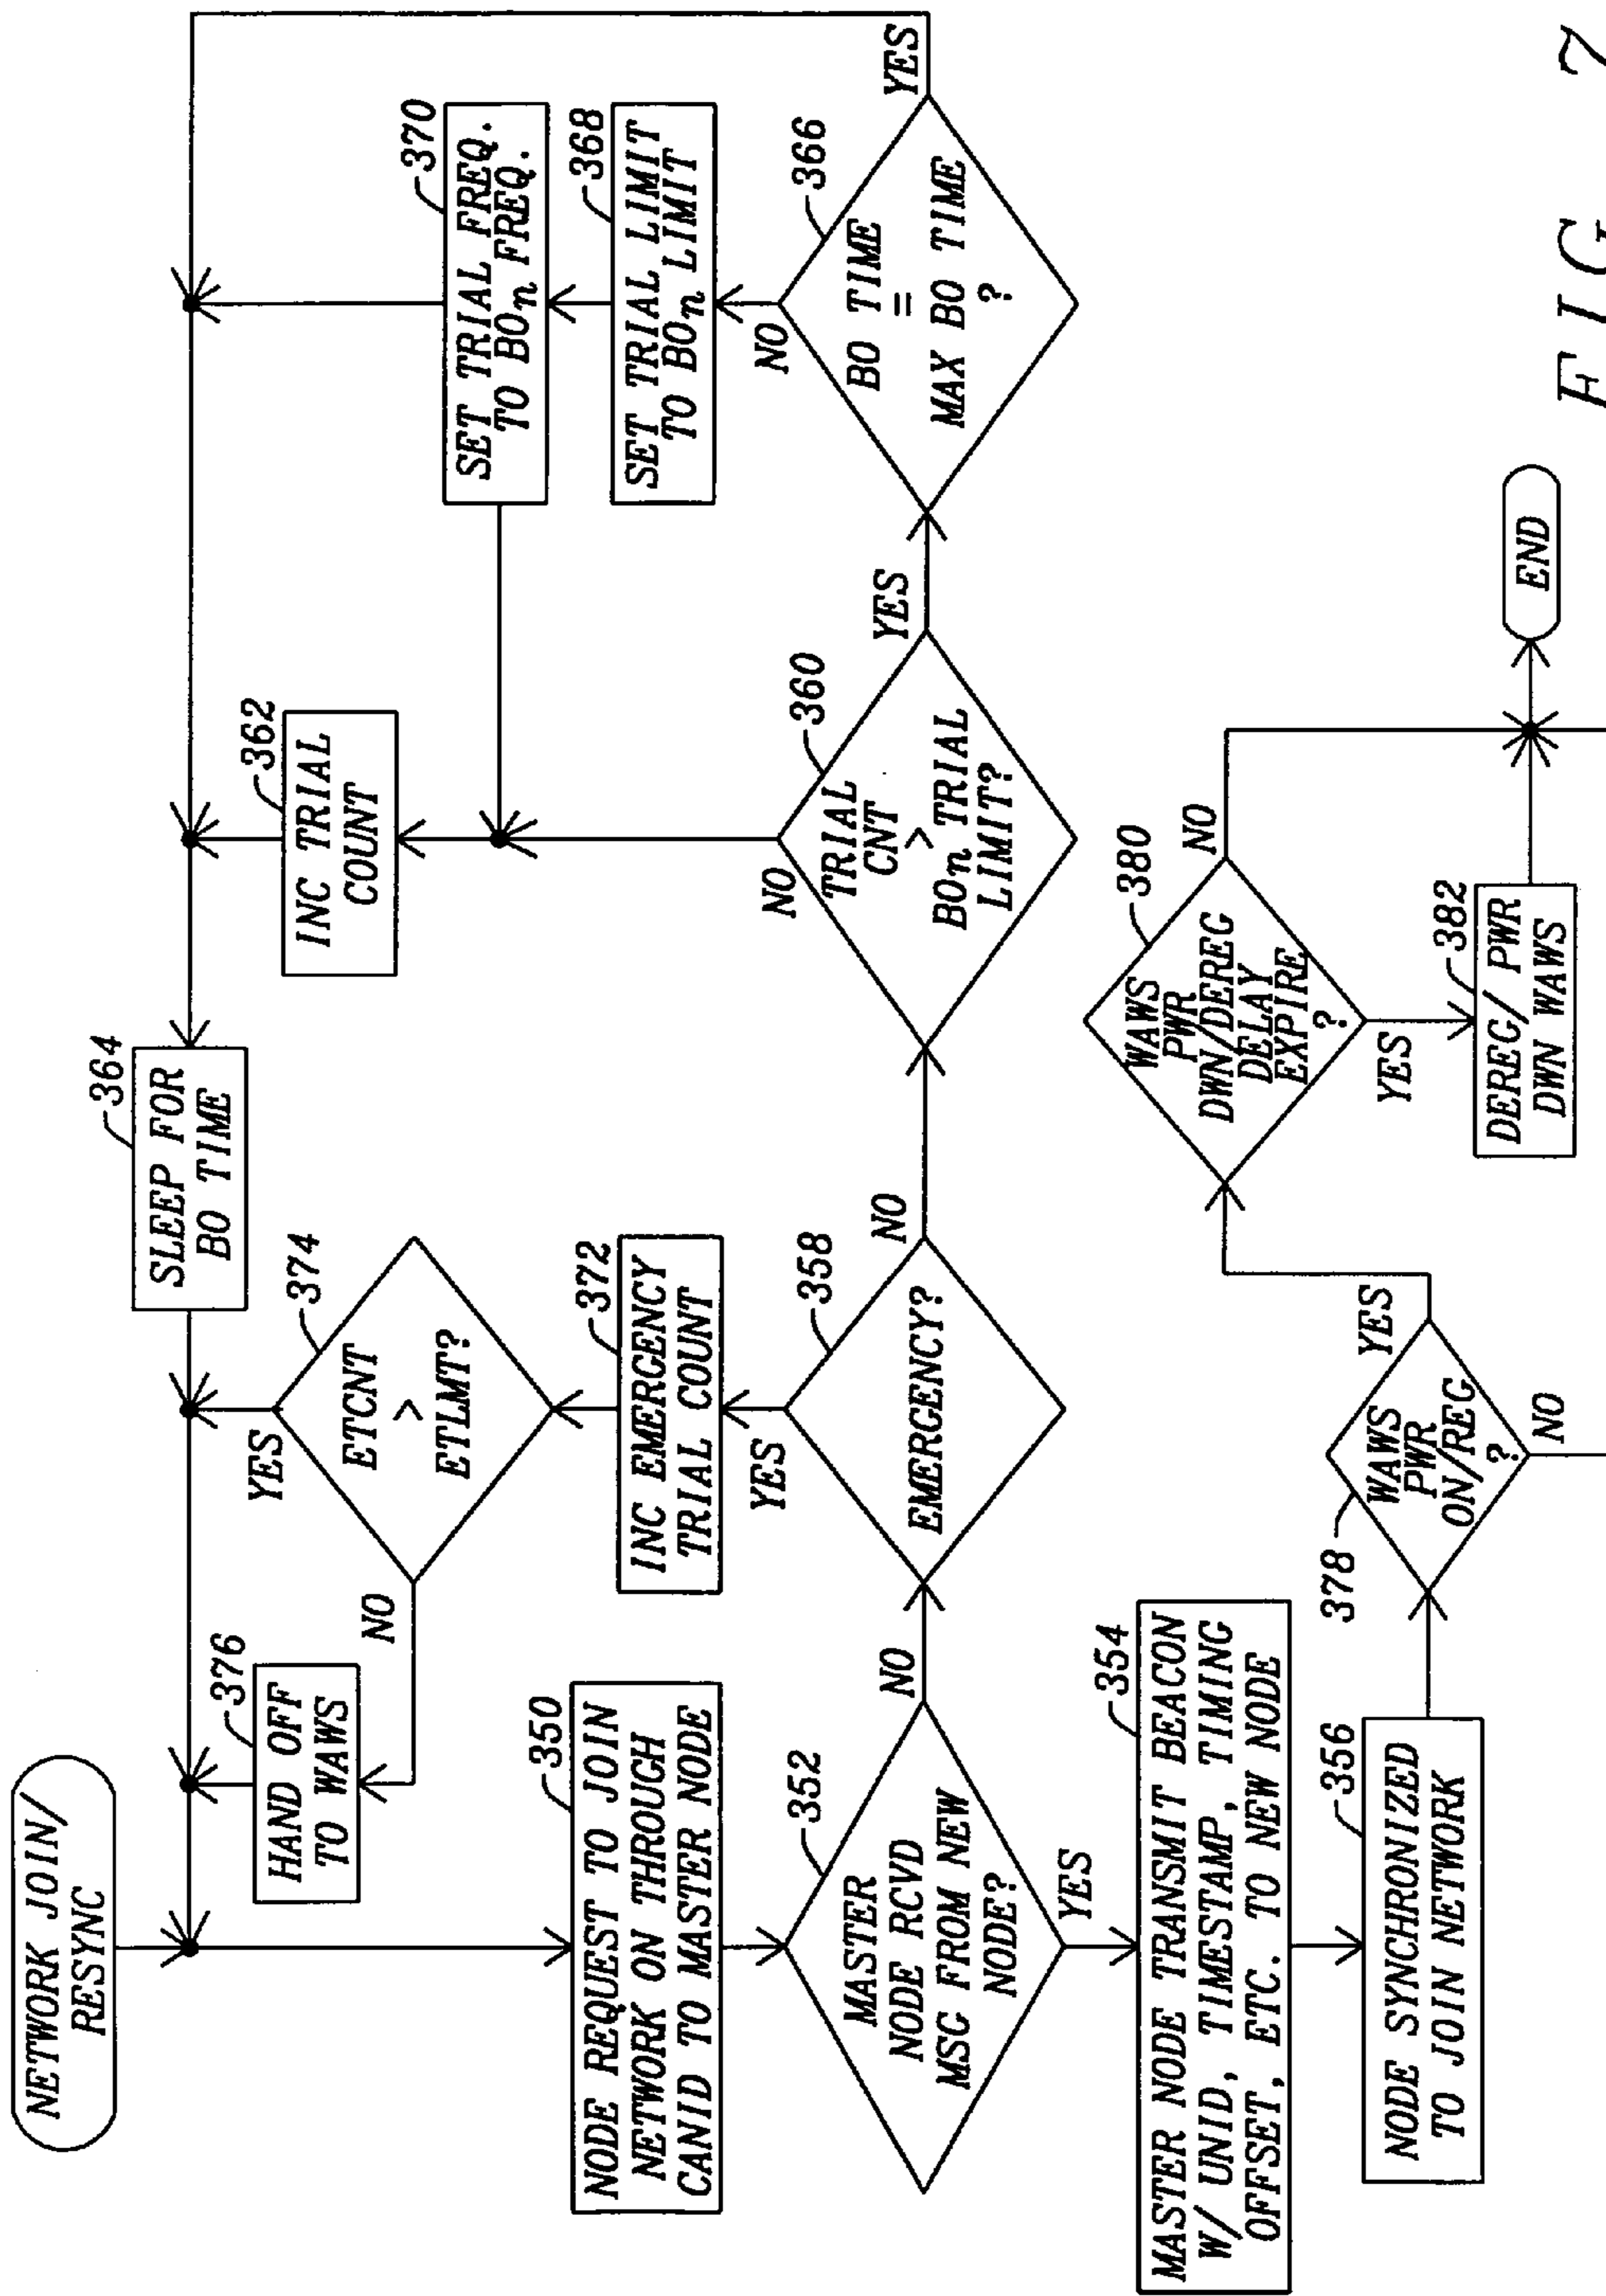 NETWORK JOIN/
RESYNC
376
HAND OFF
TO WAWS
NO
374
ETCNT
>
ETLMT?
YES
364
SLEEP FOR
BO TIME
362
INC TRIAL
COUNT
370
SET TRIAL FREQ.
TO BOn FREQ.
350
NODE REQUEST TO JOIN
NETWORK ON THROUGH
CANID TO MASTER NODE
372
INC EMERGENCY
TRIAL COUNT
368
SET TRIAL LIMIT
TO BOn LIMIT
352
MASTER
NODE RCVD
MSG FROM NEW
NODE?
NO
YES
358
EMERGENCY?
YES
NO
360
TRIAL
CNT
>
BOn TRIAL
LIMIT?
NO
YES
366
BO TIME
=
MAX BO TIME
?
NO
YES
354
MASTER NODE TRANSMIT BEACON
W/ UNID, TIMESTAMP, TIMING
OFFSET, ETC. TO NEW NODE
356
NODE SYNCHRONIZED
TO JOIN NETWORK
378
WAWS
PWR
ON/REG
?
YES
NO
380
WAWS
PWR
DWN/DEREG
DELAY
EXPIRE
?
NO
YES
382
DEREG/ PWR
DWN WAWS
END
FIG 7